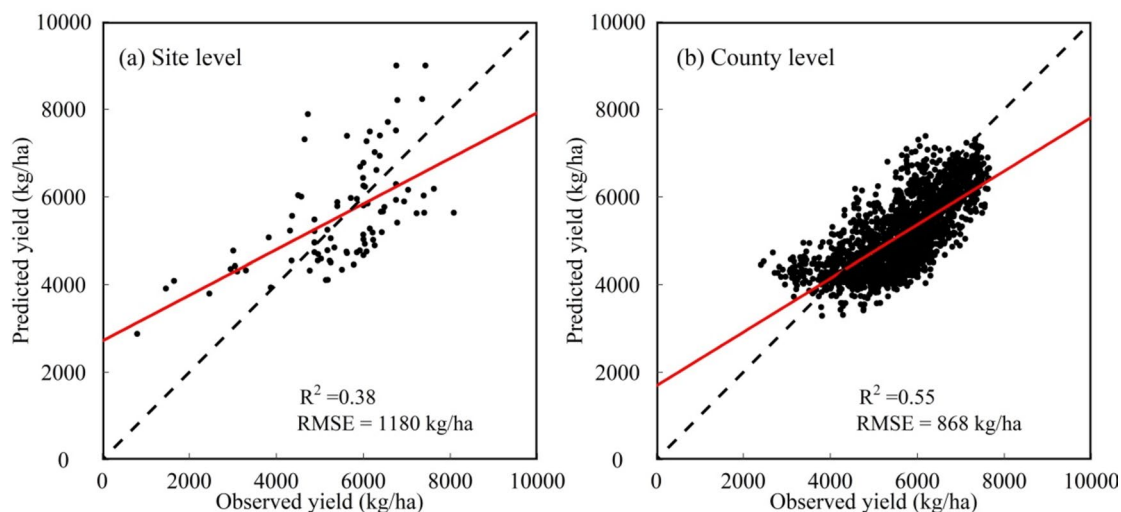 (a) Site level
Predicted yield (kg/ha)
10000
8000
6000
4000
2000
0
R² =0.38
RMSE = 1180 kg/ha
0 2000 4000 6000 8000 10000
Observed yield (kg/ha)
(b) County level
Predicted yield (kg/ha)
10000
8000
6000
4000
2000
0
R² =0.55
RMSE = 868 kg/ha
0 2000 4000 6000 8000 10000
Observed yield (kg/ha)